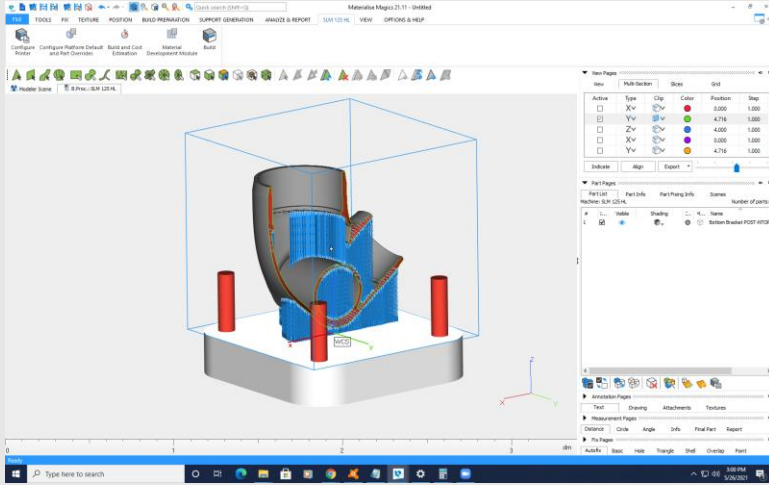 Quick search (Shift+Q)
Materialise Magics 21.11 - Untitled
FILE TOOLS FIX TEXTURE POSITION BUILD PREPARATION SUPPORT GENERATION ANALYZE & REPORT SLM 125 HL VIEW OPTIONS & HELP
Configure Printer
Configure Platform Default and Part Overrides
Build and Cost Estimation
Material Development Module
Build
Modeler Scene
View Pages
View Multi-Section Slices Grid
Active Type Clip Color Position Step
X 0.000 1.000
Y 4.716 1.000
Z 4.000 1.000
X 0.000 1.000
Y 4.716 1.000
Indicate Align Export
Part Pages
Part List Part Info Part Fixing Info Scenes
Machine: SLM 125 HL Number of parts:
# Visible Shading Name
1 Bottom Bracket POST-
WCS
x
Y
Z
X
Annotation Pages
Text Drawing Attachments Textures
Measurement Pages
Distance Circle Angle Info Final Part Report
Fix Pages
Autofix Basic Hole Triangle Shell Overlap Point
0 1 2 3 dm
Ready
Type here to search
3:00 PM
5/26/2021